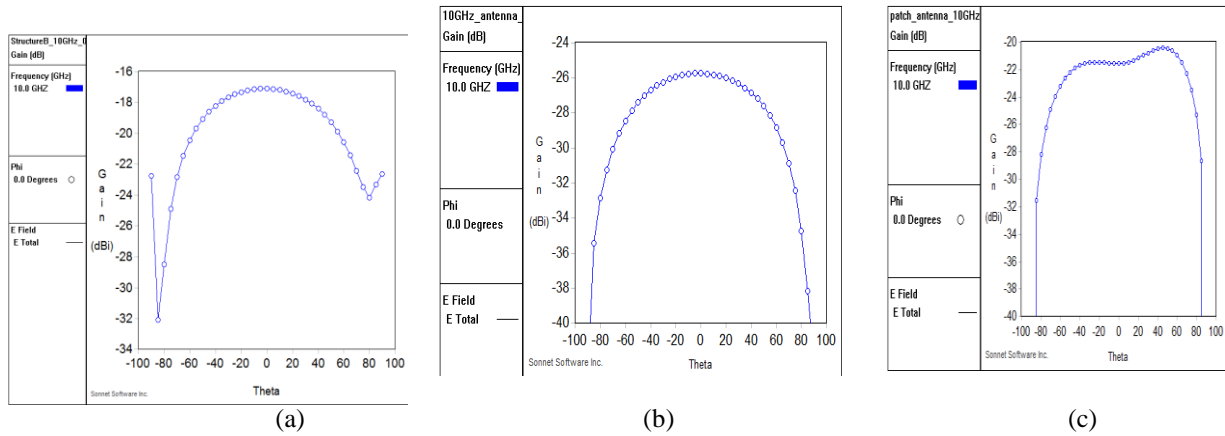 StructureB_10GHz_0
Gain (dB)
Frequency (GHz)
10.0 GHZ
Phi
0.0 Degrees
E Field
E Total
G
a
i
n
(dBi)
-16
-18
-20
-22
-24
-26
-28
-30
-32
-34
-100 -80 -60 -40 -20 0 20 40 60 80 100
Theta
Sonnet Software Inc.
(a)
10GHz_antenna_
Gain (dB)
Frequency (GHz)
10.0 GHZ
Phi
0.0 Degrees
E Field
E Total
G
a
i
n
(dBi)
-24
-26
-28
-30
-32
-34
-36
-38
-40
-100 -80 -60 -40 -20 0 20 40 60 80 100
Theta
Sonnet Software Inc.
(b)
patch_antenna_10GHz
Gain (dB)
Frequency (GHz)
10.0 GHZ
Phi
0.0 Degrees
E Field
E Total
G
a
i
n
(dBi)
-20
-22
-24
-26
-28
-30
-32
-34
-36
-38
-40
-100 -80 -60 -40 -20 0 20 40 60 80 100
Theta
Sonnet Software Inc.
(c)